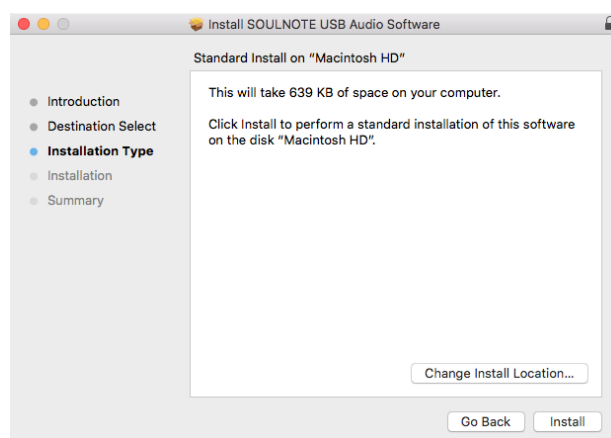 Install SOULNOTE USB Audio Software
Standard Install on “Macintosh HD”
Introduction
Destination Select
Installation Type
Installation
Summary
This will take 639 KB of space on your computer.
Click Install to perform a standard installation of this software
on the disk “Macintosh HD”.
Change Install Location...
Go Back
Install